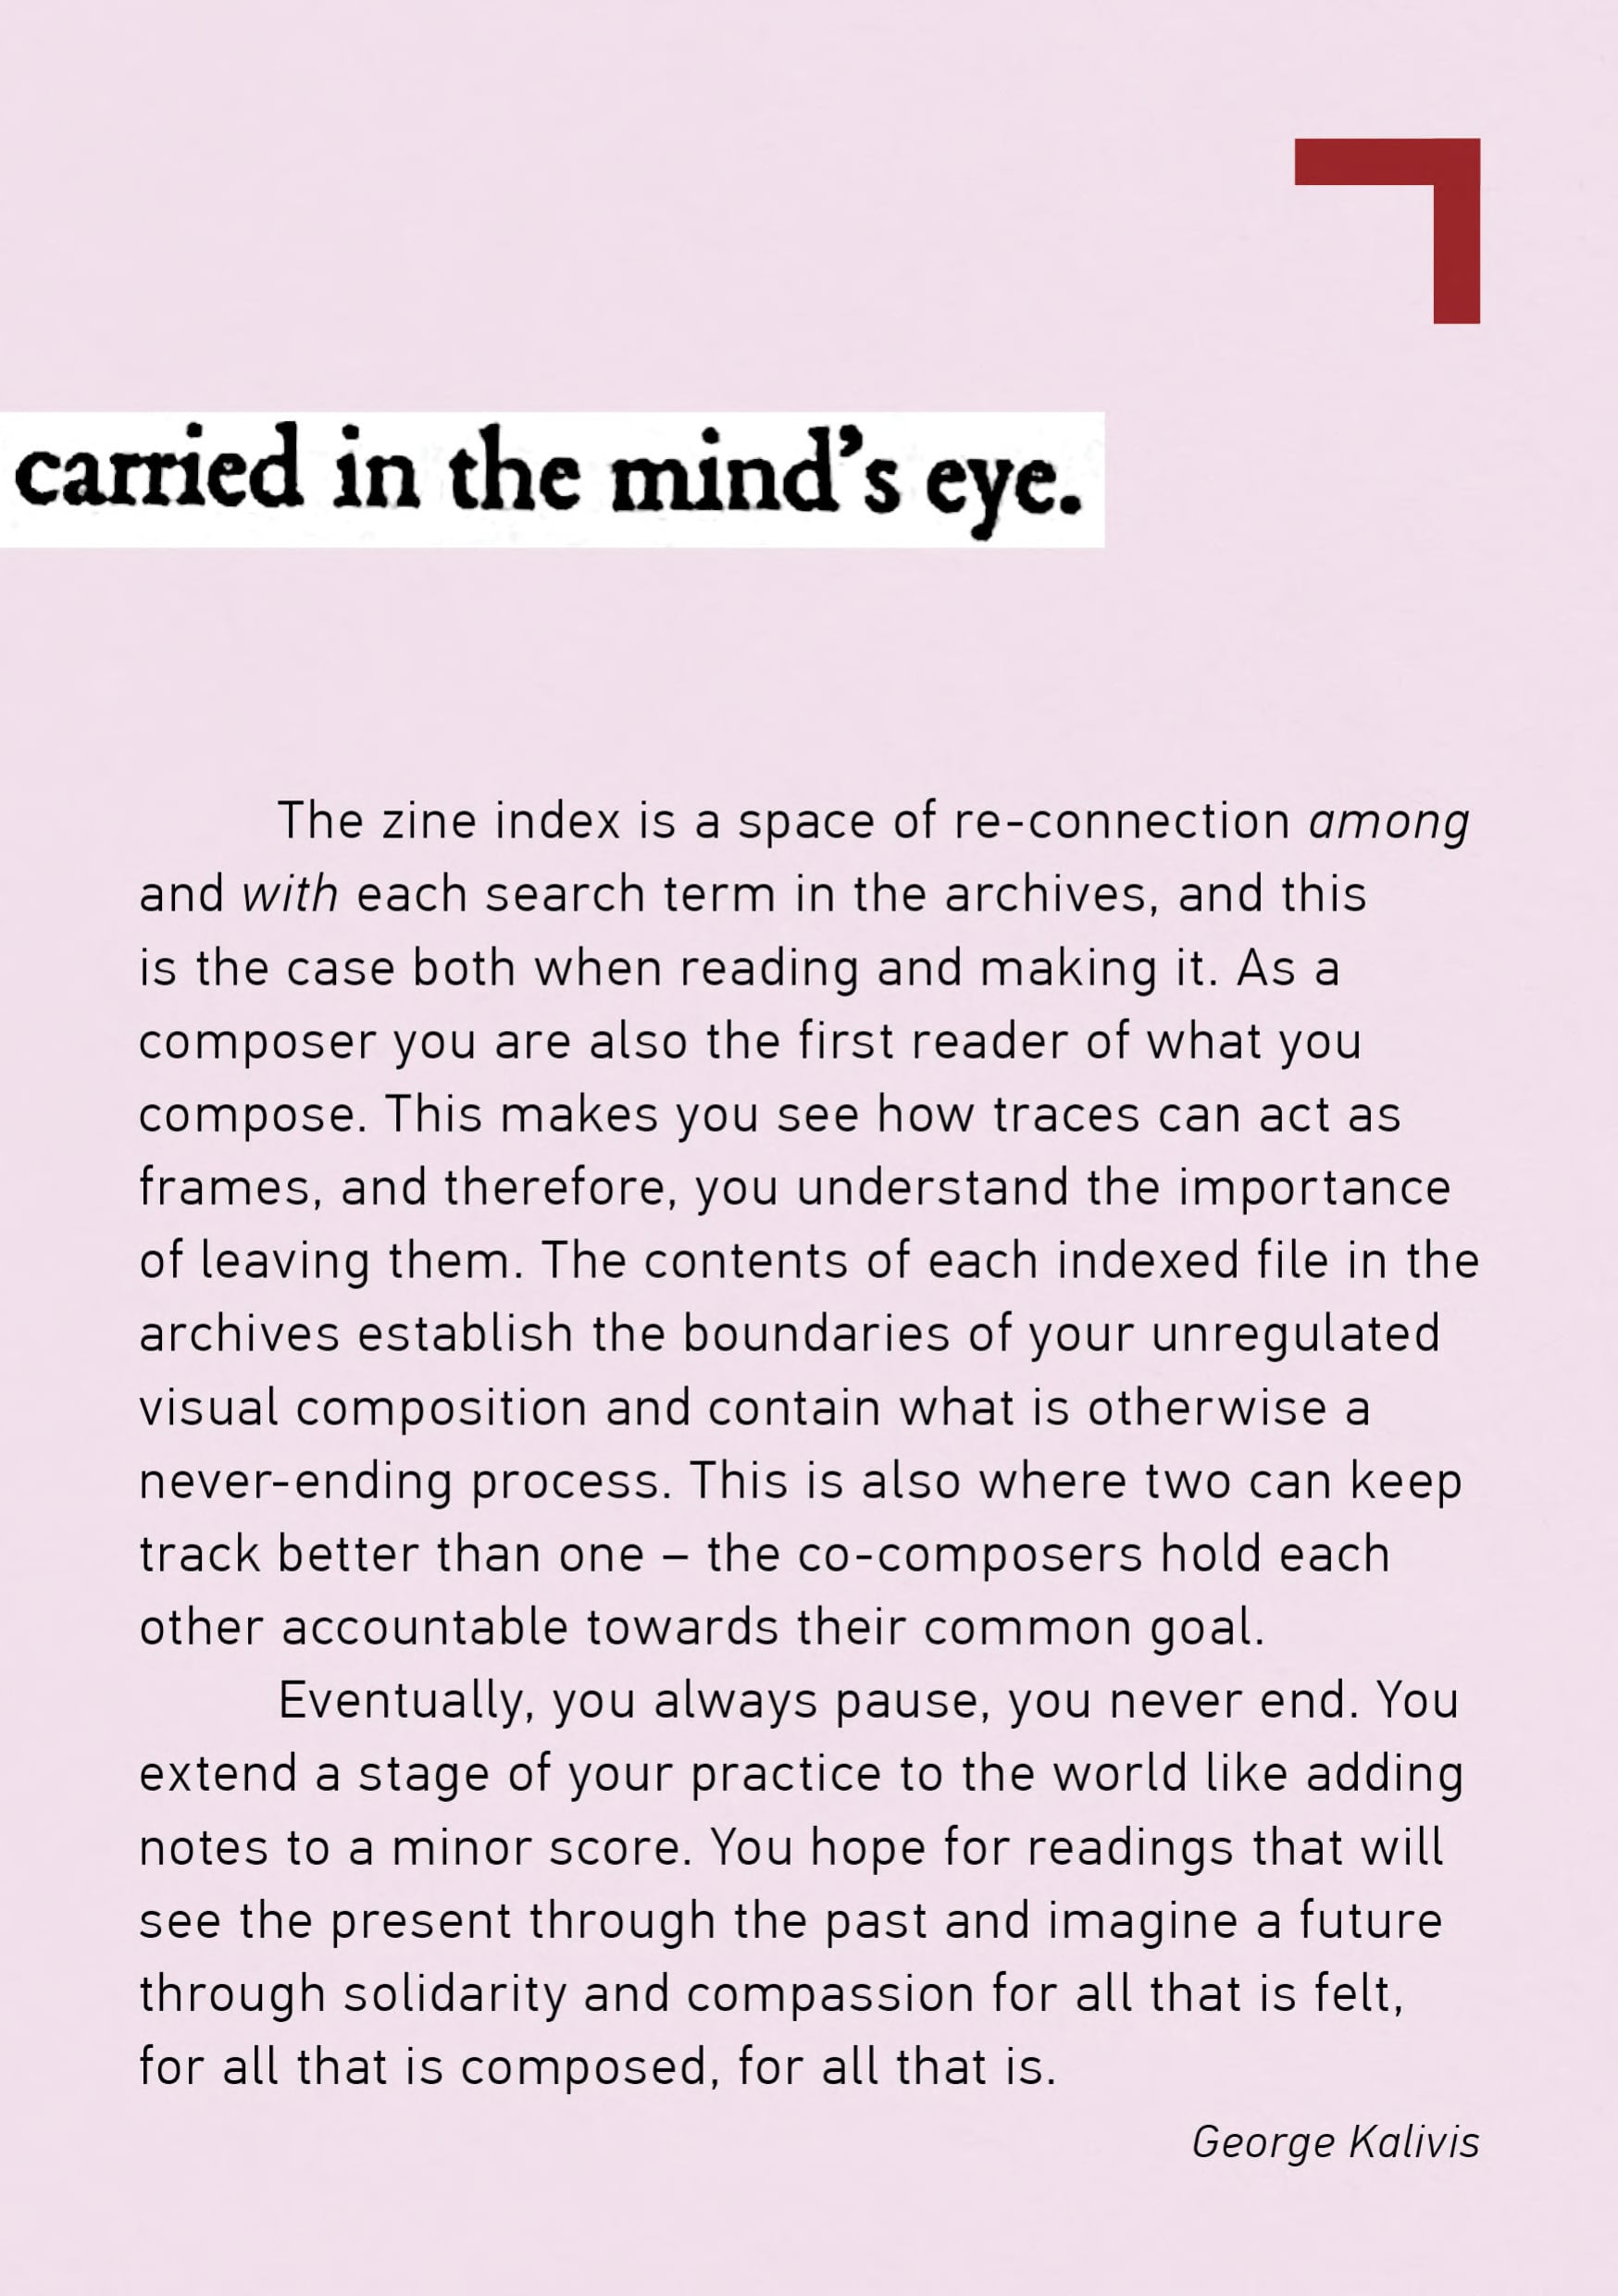 carried in the mind's eye.
The zine index is a space of re-connection among
and with each search term in the archives, and this
is the case both when reading and making it. As a
composer you are also the first reader of what you
compose. This makes you see how traces can act as
frames, and therefore, you understand the importance
of leaving them. The contents of each indexed file in the
archives establish the boundaries of your unregulated
visual composition and contain what is otherwise a
never-ending process. This is also where two can keep
track better than one – the co-composers hold each
other accountable towards their common goal.
Eventually, you always pause, you never end. You
extend a stage of your practice to the world like adding
notes to a minor score. You hope for readings that will
see the present through the past and imagine a future
through solidarity and compassion for all that is felt,
for all that is composed, for all that is.
George Kalivis